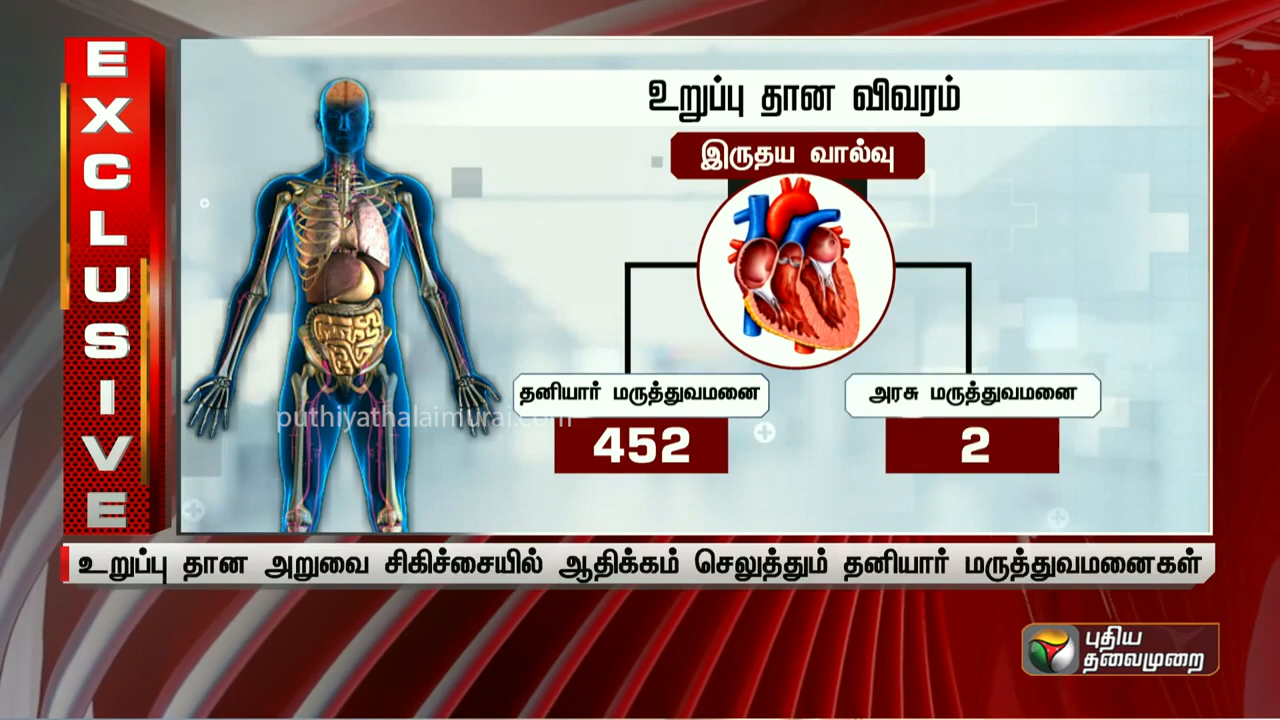 EXCLUSIVE
உறுப்பு தான விவரம்
இருதய வால்வு
தனியார் மருத்துவமனை
அரசு மருத்துவமனை
puthiyathalaimurai.com
452
2
உறுப்பு தான அறுவை சிகிச்சையில் ஆதிக்கம் செலுத்தும் தனியார் மருத்துவமனைகள்
புதிய
தலைமுறை